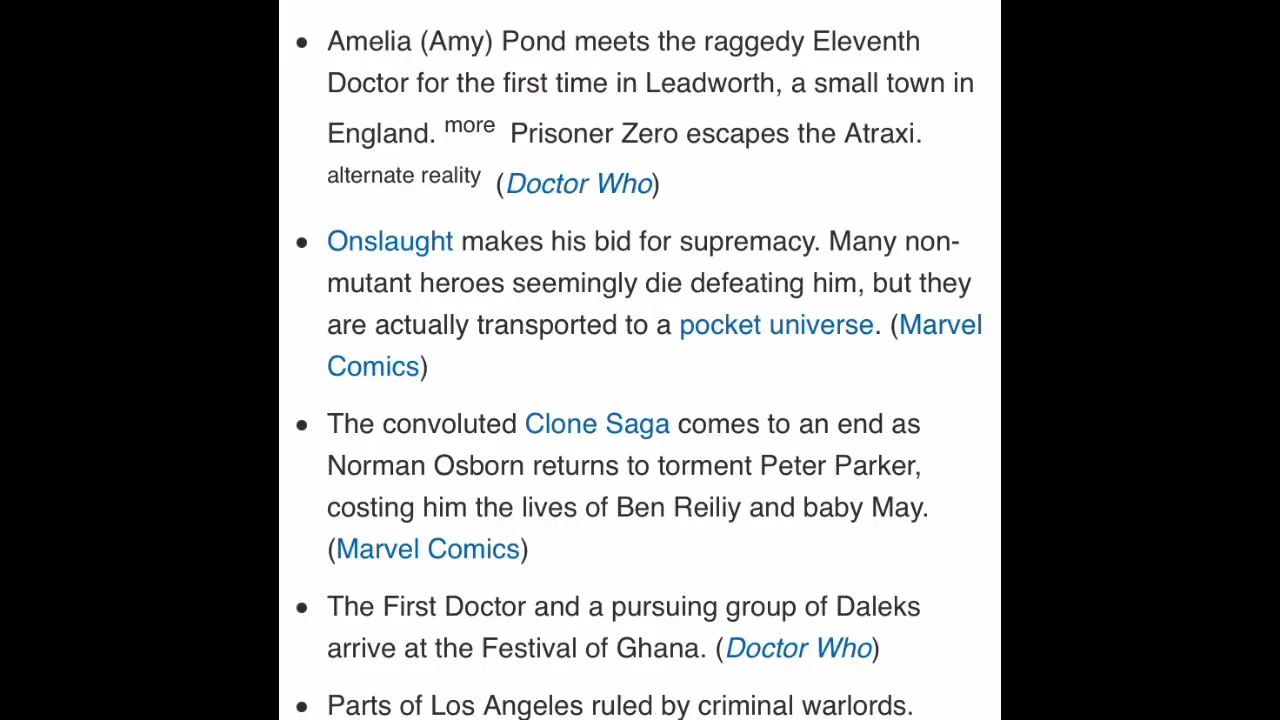 • Amelia (Amy) Pond meets the raggedy Eleventh
Doctor for the first time in Leadworth, a small town in
England. more Prisoner Zero escapes the Atraxi.
alternate reality (Doctor Who)
• Onslaught makes his bid for supremacy. Many non-
mutant heroes seemingly die defeating him, but they
are actually transported to a pocket universe. (Marvel
Comics)
• The convoluted Clone Saga comes to an end as
Norman Osborn returns to torment Peter Parker,
costing him the lives of Ben Reiliy and baby May.
(Marvel Comics)
• The First Doctor and a pursuing group of Daleks
arrive at the Festival of Ghana. (Doctor Who)
• Parts of Los Angeles ruled by criminal warlords.